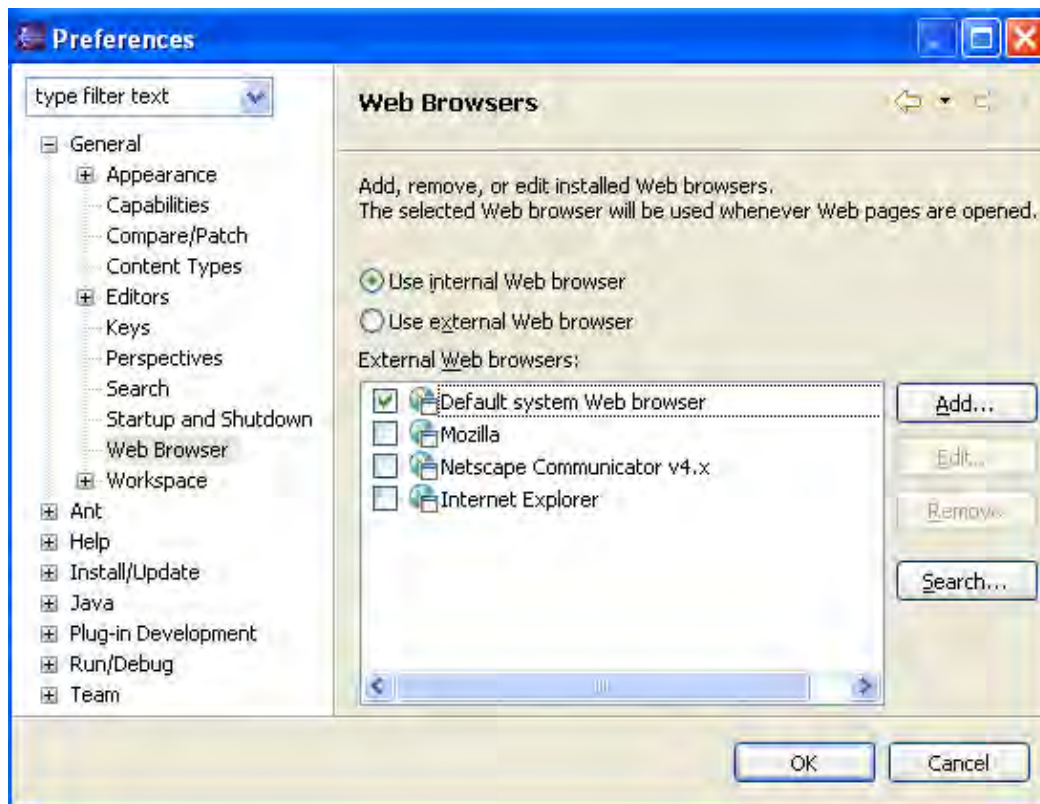 Preferences
type filter text
General
Appearance
Capabilities
Compare/Patch
Content Types
Editors
Keys
Perspectives
Search
Startup and Shutdown
Web Browser
Workspace
Ant
Help
Install/Update
Java
Plug-in Development
Run/Debug
Team
Web Browsers
Add, remove, or edit installed Web browsers.
The selected Web browser will be used whenever Web pages are opened.
Use internal Web browser
Use external Web browser
External Web browsers:
Default system Web browser
Mozilla
Netscape Communicator v4.x
Internet Explorer
Add...
Edit...
Remove
Search...
OK
Cancel